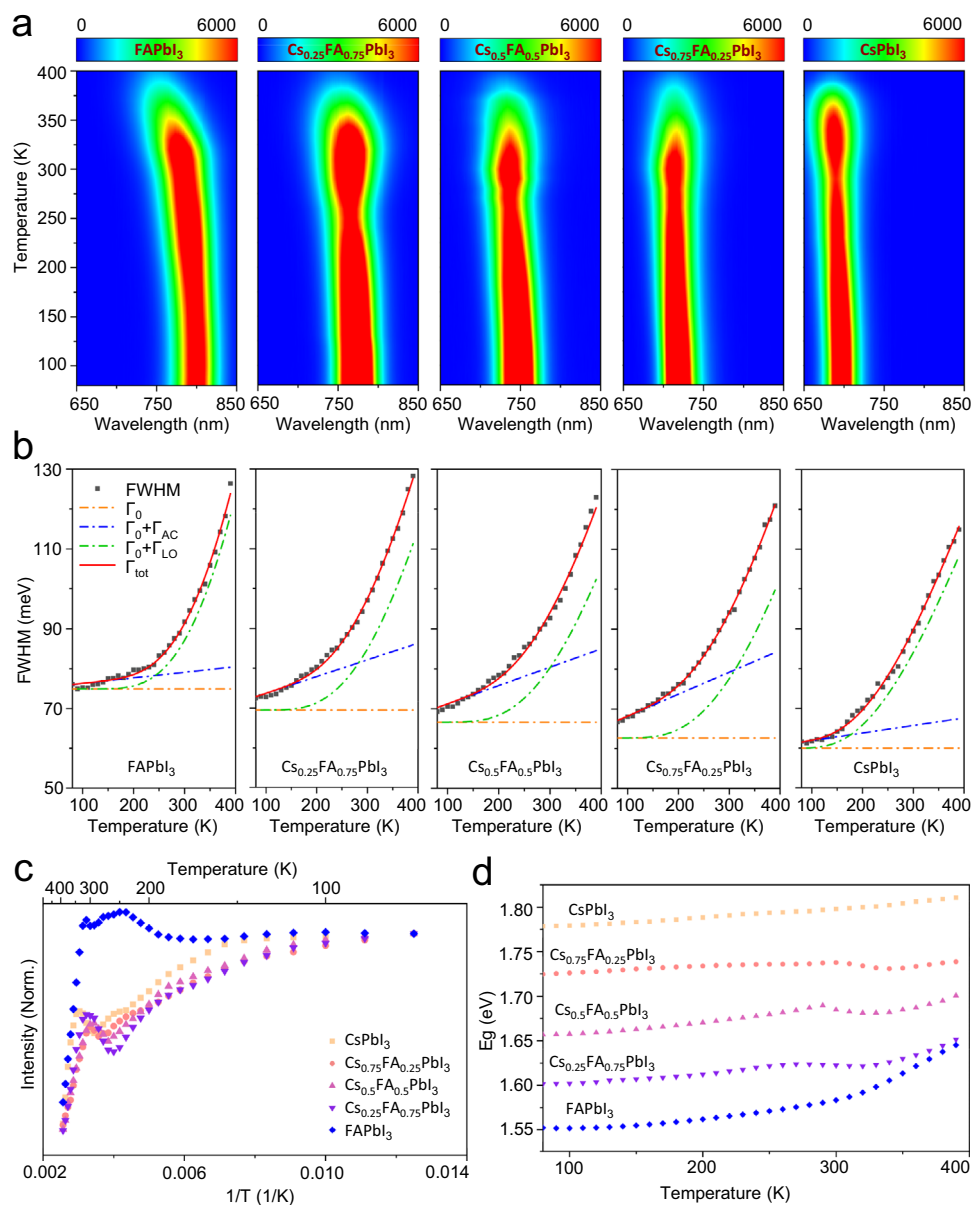 a
0 6000 0 6000 0 6000 0 6000 0 6000
FAPbI₃ Cs₀.₂₅FA₀.₇₅PbI₃ Cs₀.₅FA₀.₅PbI₃ Cs₀.₇₅FA₀.₂₅PbI₃ CsPbI₃
400
350
300
250
200
150
100
Temperature (K)
650 750 850 650 750 850 650 750 850 650 750 850 650 750 850
Wavelength (nm) Wavelength (nm) Wavelength (nm) Wavelength (nm) Wavelength (nm)
b
130
110
90
70
50
FWHM (meV)
FWHM
Γ₀
Γ₀+Γ_AC
Γ₀+Γ_LO
Γ_tot
FAPbI₃ Cs₀.₂₅FA₀.₇₅PbI₃ Cs₀.₅FA₀.₅PbI₃ Cs₀.₇₅FA₀.₂₅PbI₃ CsPbI₃
100 200 300 400 100 200 300 400 100 200 300 400 100 200 300 400 100 200 300 400
Temperature (K) Temperature (K) Temperature (K) Temperature (K) Temperature (K)
c
Temperature (K)
400 300 200 100
Intensity (Norm.)
CsPbI₃
Cs₀.₇₅FA₀.₂₅PbI₃
Cs₀.₅FA₀.₅PbI₃
Cs₀.₂₅FA₀.₇₅PbI₃
FAPbI₃
0.002 0.006 0.010 0.014
1/T (1/K)
d
1.80
1.75
1.70
1.65
1.60
1.55
Eg (eV)
CsPbI₃
Cs₀.₇₅FA₀.₂₅PbI₃
Cs₀.₅FA₀.₅PbI₃
Cs₀.₂₅FA₀.₇₅PbI₃
FAPbI₃
100 200 300 400
Temperature (K)